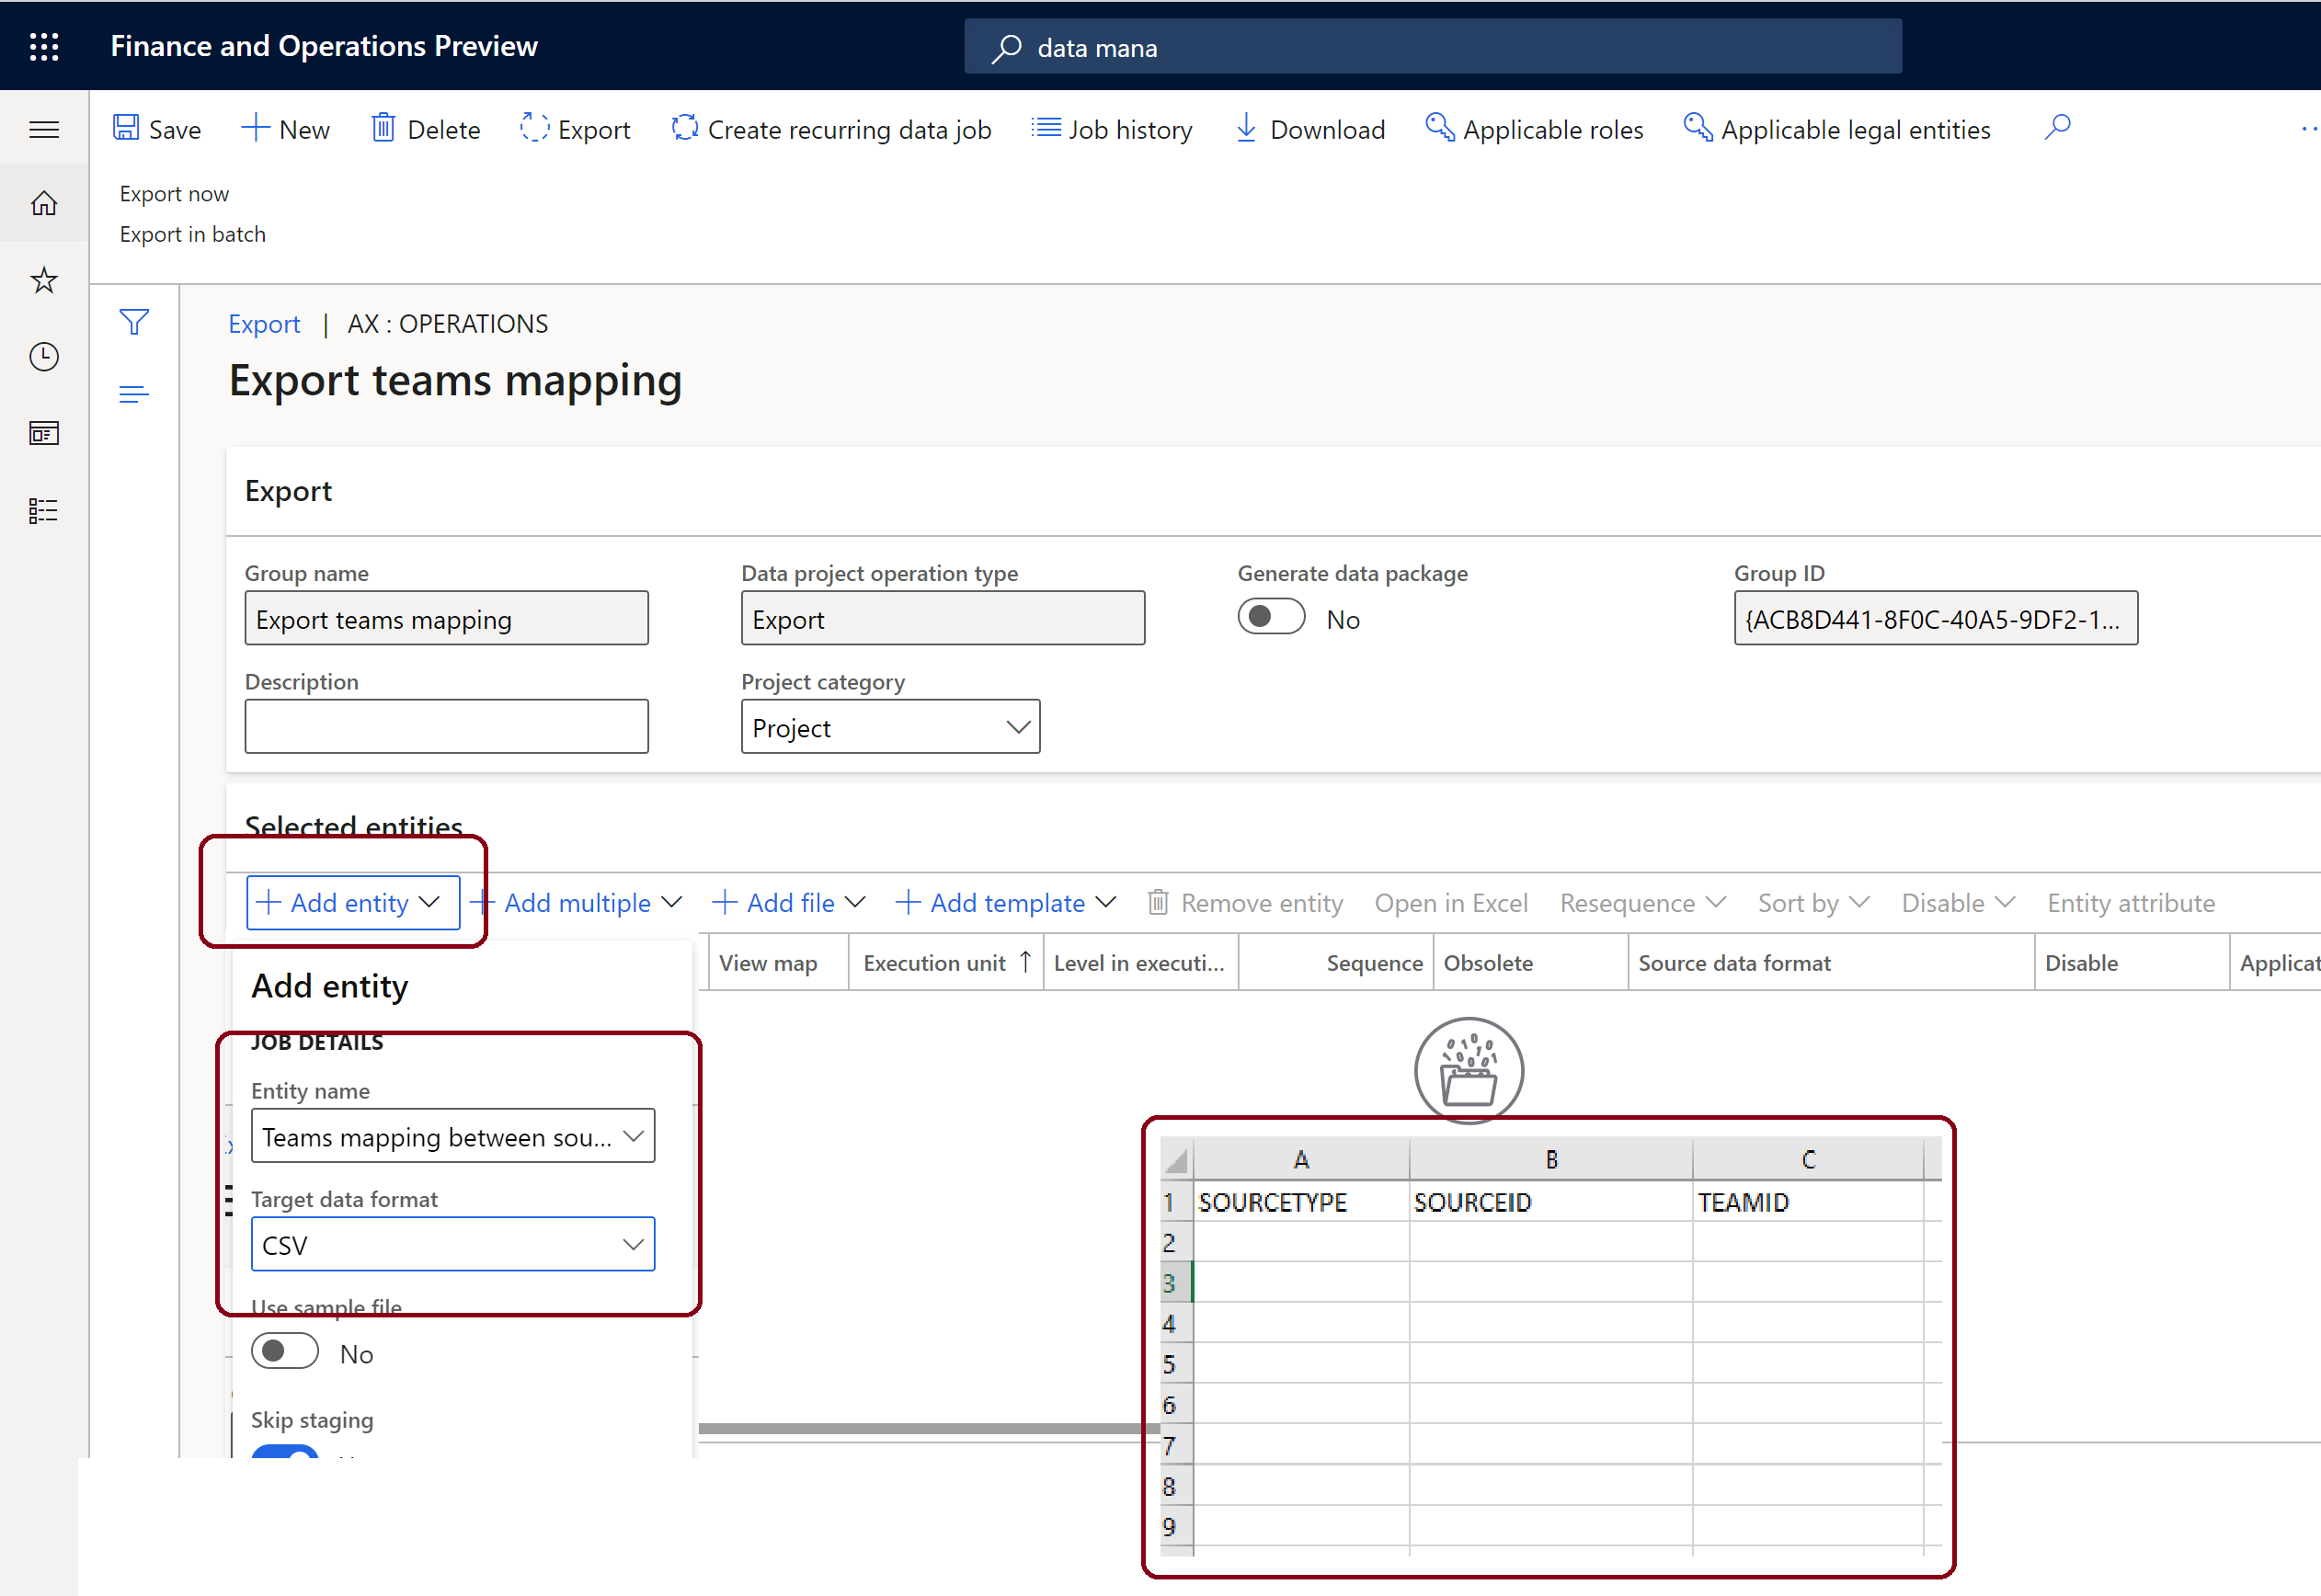 Finance and Operations Preview
data mana
Save
New
Delete
Export
Create recurring data job
Job history
Download
Applicable roles
Applicable legal entities
Export now
Export in batch
Export | AX : OPERATIONS
Export teams mapping
Export
Group name
Data project operation type
Generate data package
Group ID
Export teams mapping
Export
No
{ACB8D441-8F0C-40A5-9DF2-1...
Description
Project category
Project
Selected entities
Add entity
Add multiple
Add file
Add template
Remove entity
Open in Excel
Resequence
Sort by
Disable
Entity attribute
View map
Execution unit
Level in executi...
Sequence
Obsolete
Source data format
Disable
Applicat
Add entity
JOB DETAILS
Entity name
Teams mapping between sou...
Target data format
CSV
Use sample file
No
Skip staging
A B C
1 SOURCETYPE SOURCEID TEAMID
2
3
4
5
6
7
8
9